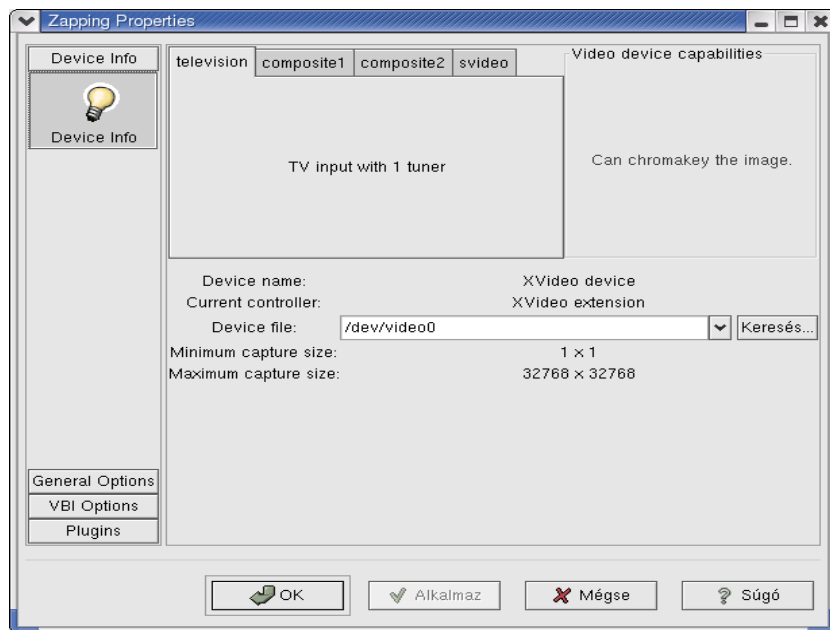 Zapping Properties
Device Info
Device Info
television composite1 composite2 svideo
TV input with 1 tuner
Video device capabilities
Can chromakey the image.
Device name: XVideo device
Current controller: XVideo extension
Device file: /dev/video0 Keresés...
Minimum capture size: 1 x 1
Maximum capture size: 32768 x 32768
General Options
VBI Options
Plugins
OK Alkalmaz Mégse Súgó